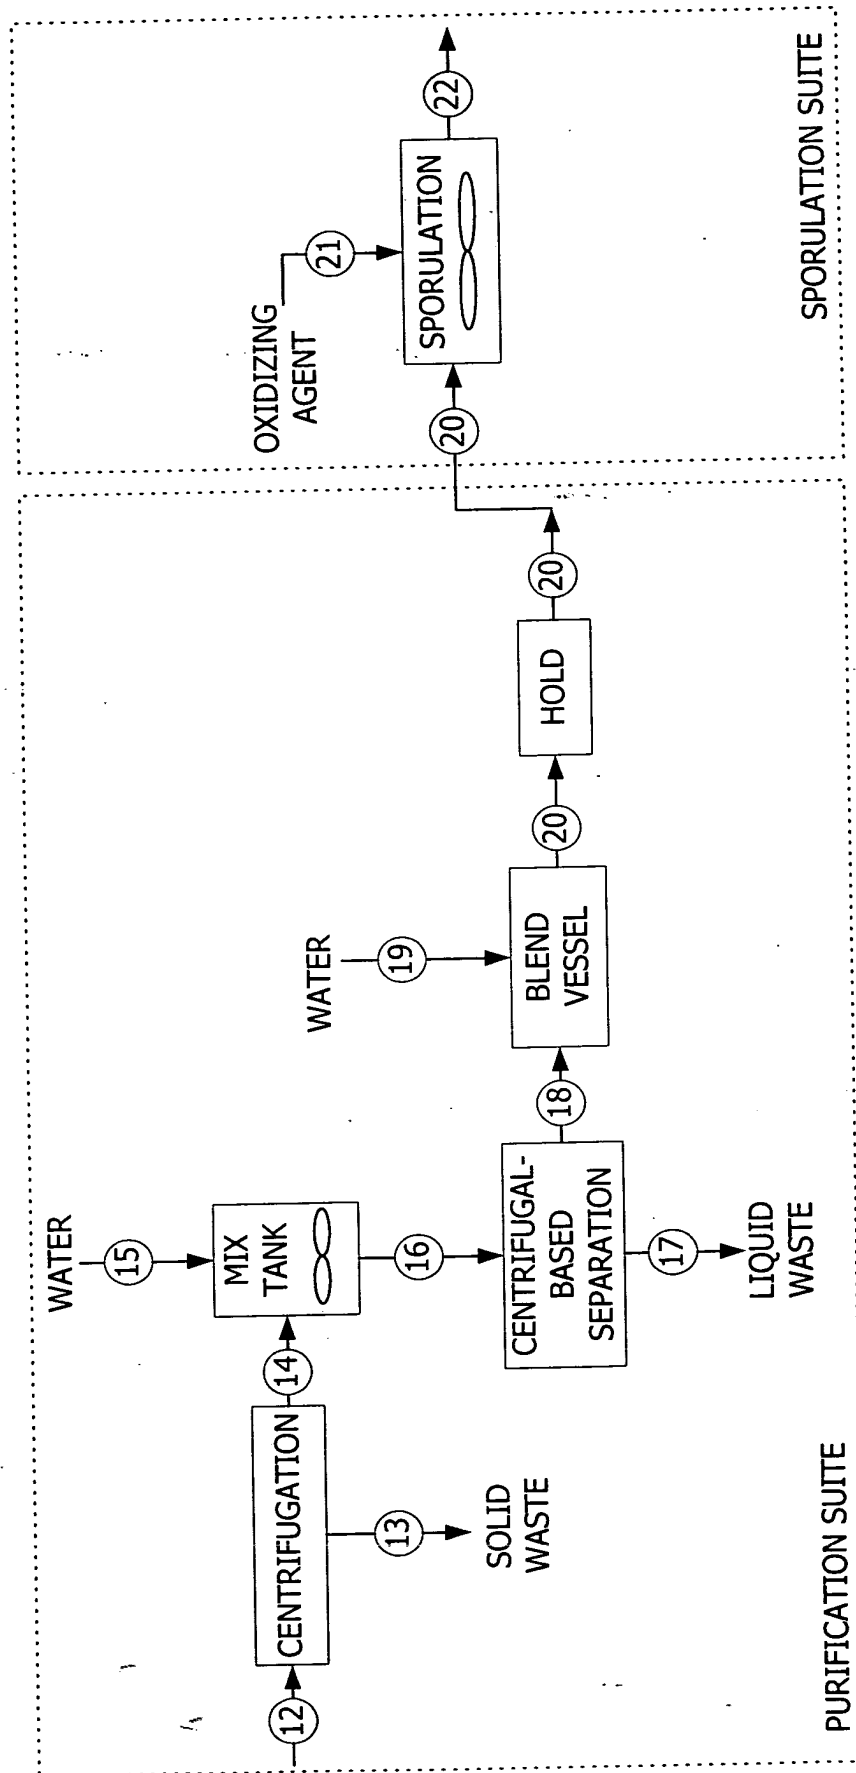 12
CENTRIFUGATION
13
SOLID
WASTE
14
WATER
15
MIX
TANK
16
CENTRIFUGAL-
BASED
SEPARATION
17
LIQUID
WASTE
18
WATER
19
BLEND
VESSEL
20
HOLD
20
PURIFICATION SUITE
20
OXIDIZING
AGENT
21
SPORULATION
22
SPORULATION SUITE